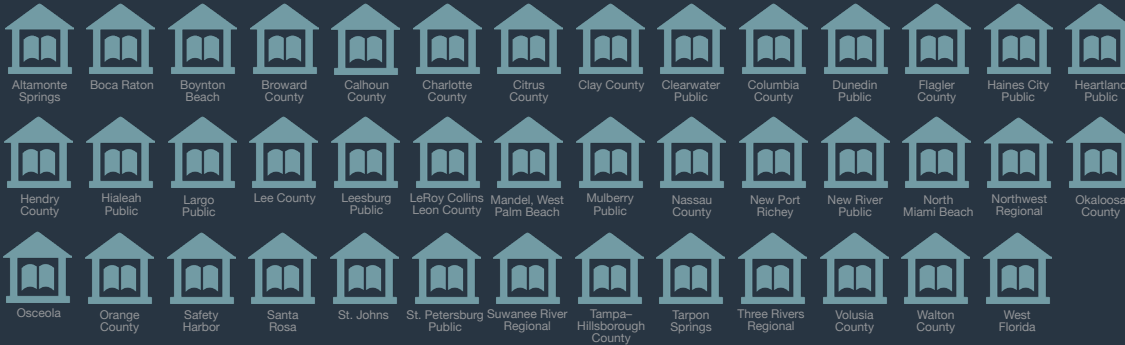 Altamonte
Springs
Boca Raton
Boynton
Beach
Broward
County
Calhoun
County
Charlotte
County
Citrus
County
Clay County
Clearwater
Public
Columbia
County
Dunedin
Public
Flagler
County
Haines City
Public
Heartland
Public
Hendry
County
Hialeah
Public
Largo
Public
Lee County
Leesburg
Public
LeRoy Collins
Leon County
Mandel, West
Palm Beach
Mulberry
Public
Nassau
County
New Port
Richey
New River
Public
North
Miami Beach
Northwest
Regional
Okaloosa
County
Osceola
Orange
County
Safety
Harbor
Santa
Rosa
St. Johns
St. Petersburg
Public
Suwanee River
Regional
Tampa–
Hillsborough
County
Tarpon
Springs
Three Rivers
Regional
Volusia
County
Walton
County
West
Florida